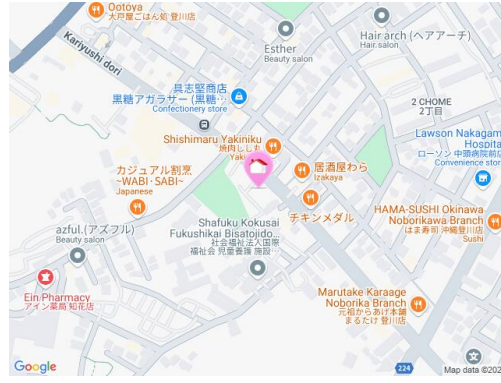 Ootoya
大戸屋ごはん処 登川店
Kariyushi dori
Esther
Beauty salon
Hair arch (ヘアアーチ)
Hair salon
具志堅商店
黒糖アガラサー (黒糖…
Confectionery store
2 CHOME
2丁目
Lawson Nakagam
Hospita
ローソン 中頭病院前店
Convenience stor
Shishimaru Yakiniku
焼肉しし丸
Yaki
居酒屋わら
Izakaya
カジュアル割烹
~WABI·SABI~
Japanese
チキンメダル
HAMA-SUSHI Okinawa
Noborikawa Branch
はま寿司 沖縄登川店
Sushi
azful.(アズフル)
Beauty salon
Shafuku Kokusai
Fukushikai Bisatojido...
社会福祉法人国際
福祉会 児童養護 施設…
Ein Pharmacy
アイン薬局 知花店
Marutake Karaage
Noborika Branch
元祖からあげ本舗
まるたけ 登川店
224
Google
Map data ©202